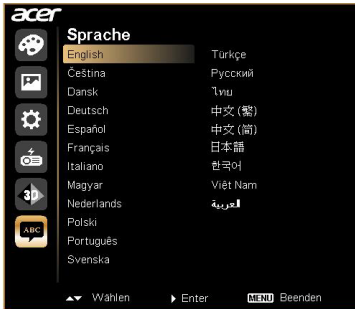 acer
Sprache
English
Čeština
Dansk
Deutsch
Español
Français
Italiano
Magyar
Nederlands
Polski
Português
Svenska
Türkçe
Русский
ไทย
中文 (繁)
中文 (简)
日本語
한국어
Việt Nam
العربية
3D
ABC
Wählen
Enter
MENU Beenden